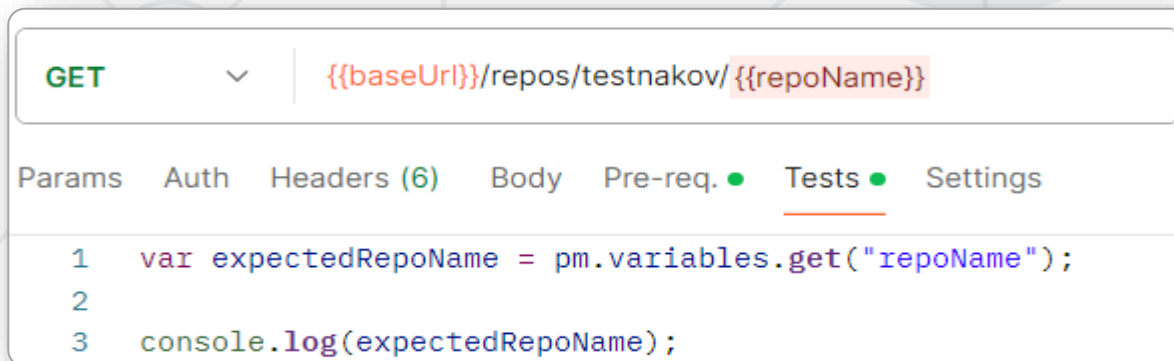 GET {{baseUrl}}/repos/testnakov/{{repoName}}
Params Auth Headers (6) Body Pre-req. Tests Settings
1 var expectedRepoName = pm.variables.get("repoName");
2
3 console.log(expectedRepoName);